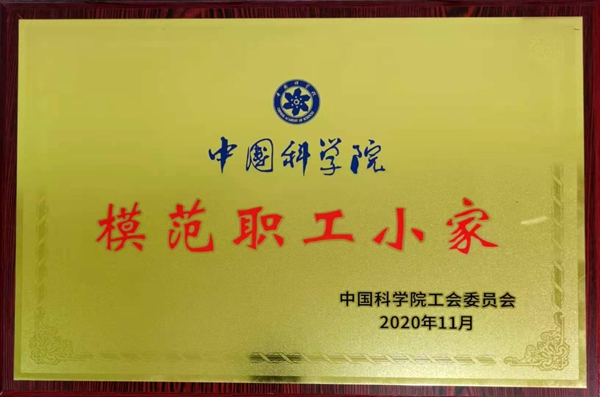 中国科学院
模范职工小家
中国科学院工会委员会
2020年11月